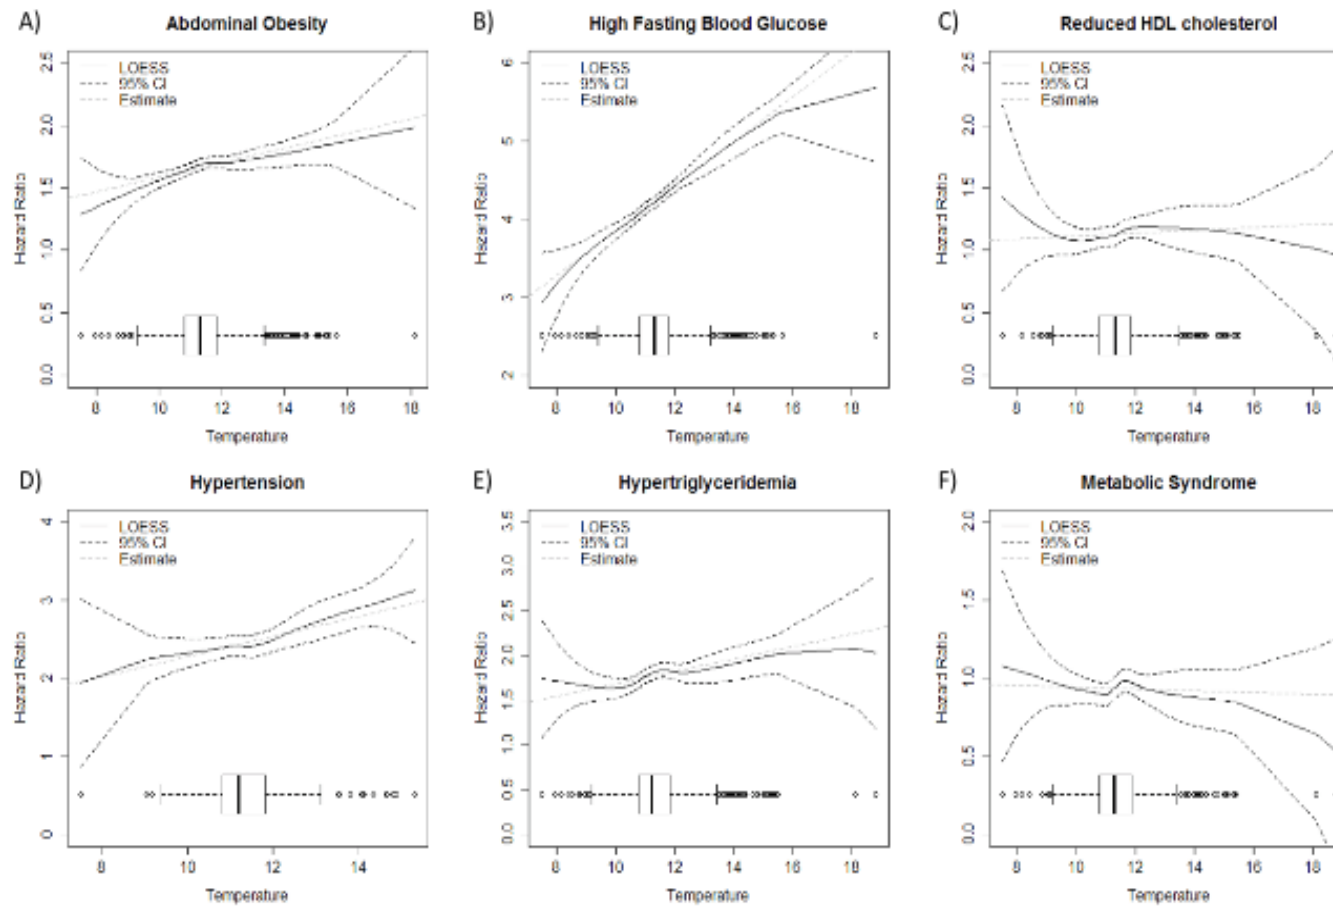 A) Abdominal Obesity
LOESS
95% CI
Estimate
Hazard Ratio
0.0 0.5 1.0 1.5 2.0 2.5
8 10 12 14 16 18
Temperature
B) High Fasting Blood Glucose
LOESS
95% CI
Estimate
Hazard Ratio
2 3 4 5 6
8 10 12 14 16 18
Temperature
C) Reduced HDL cholesterol
LOESS
95% CI
Estimate
Hazard Ratio
0.0 0.5 1.0 1.5 2.0 2.5
8 10 12 14 16 18
Temperature
D) Hypertension
LOESS
95% CI
Estimate
Hazard Ratio
0 1 2 3 4
8 10 12 14
Temperature
E) Hypertriglyceridemia
LOESS
95% CI
Estimate
Hazard Ratio
0.0 0.5 1.0 1.5 2.0 2.5 3.0 3.5
8 10 12 14 16 18
Temperature
F) Metabolic Syndrome
LOESS
95% CI
Estimate
Hazard Ratio
0.0 0.5 1.0 1.5 2.0
8 10 12 14 16 18
Temperature